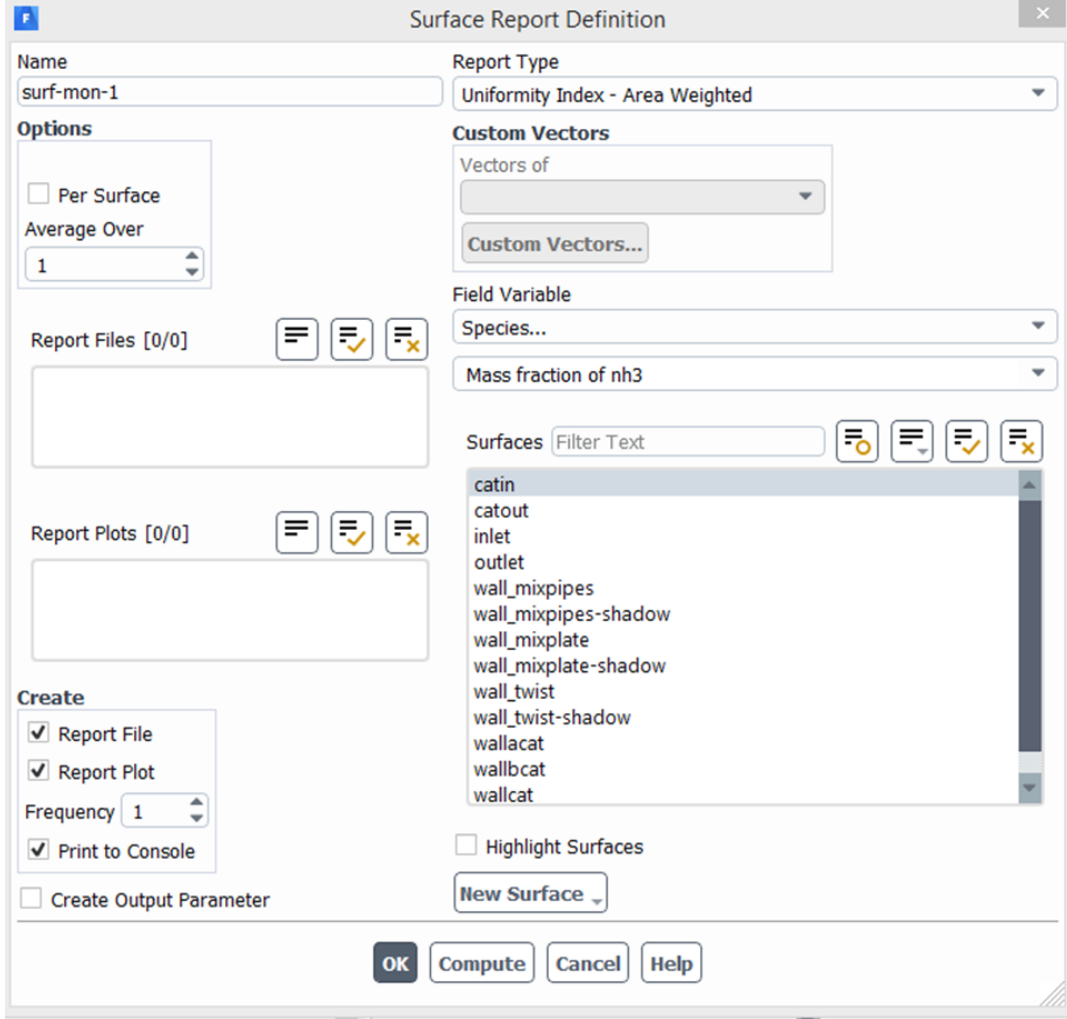 F
Surface Report Definition
Name
surf-mon-1
Options
Per Surface
Average Over
1
Report Files [0/0]
Report Plots [0/0]
Create
Report File
Report Plot
Frequency 1
Print to Console
Create Output Parameter
Report Type
Uniformity Index - Area Weighted
Custom Vectors
Vectors of
Custom Vectors...
Field Variable
Species...
Mass fraction of nh3
Surfaces Filter Text
catin
catout
inlet
outlet
wall_mixpipes
wall_mixpipes-shadow
wall_mixplate
wall_mixplate-shadow
wall_twist
wall_twist-shadow
wallacat
wallbcat
wallcat
Highlight Surfaces
New Surface
OK Compute Cancel Help